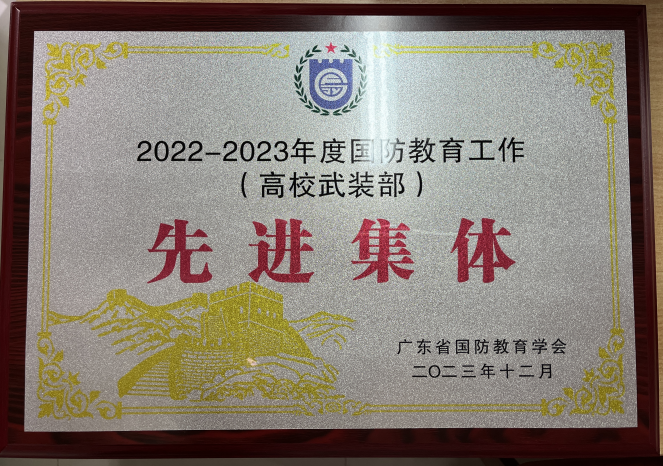 2022-2023年度国防教育工作
（高校武装部）
先进集体
广东省国防教育学会
二〇二三年十二月